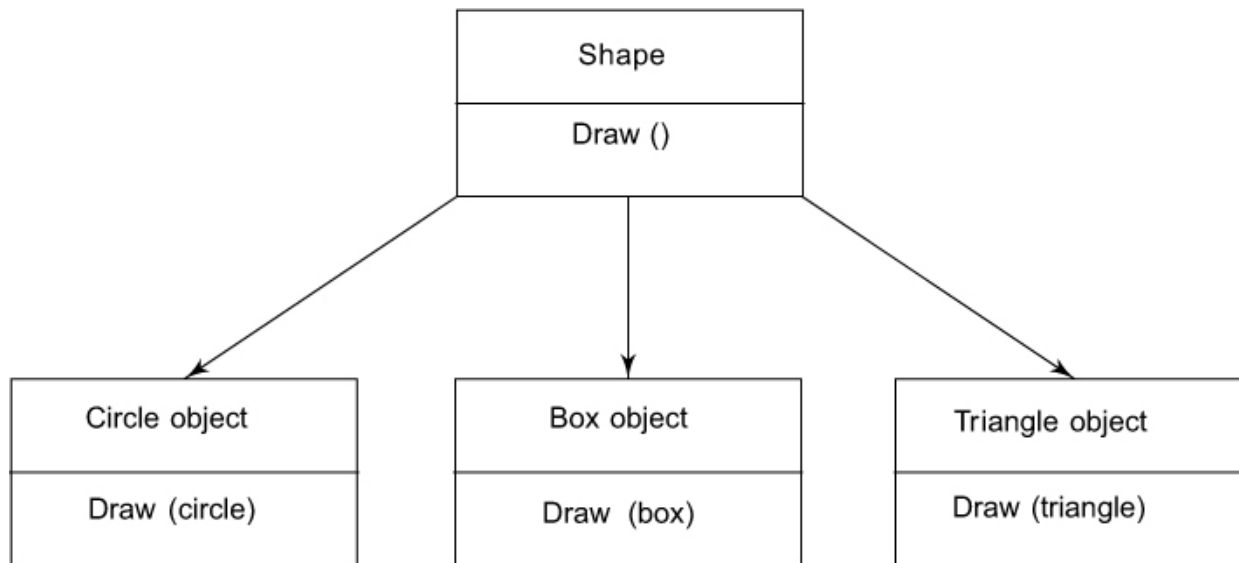 Shape
Draw ()
Circle object
Draw (circle)
Box object
Draw (box)
Triangle object
Draw (triangle)